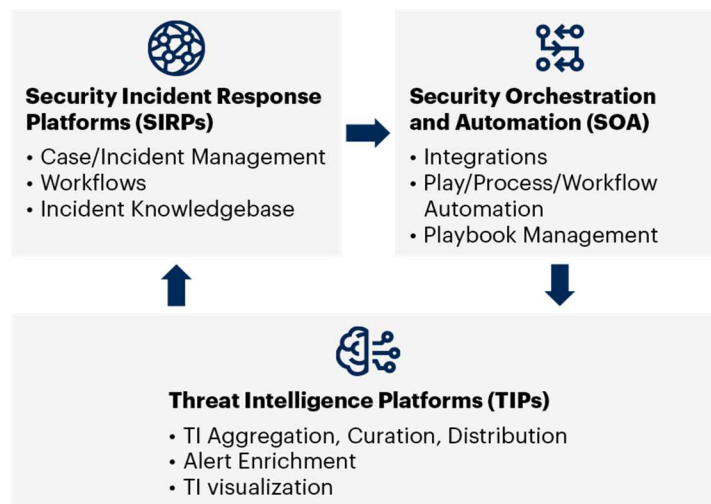 Security Incident Response
Platforms (SIRPs)
• Case/Incident Management
• Workflows
• Incident Knowledgebase
Security Orchestration
and Automation (SOA)
• Integrations
• Play/Process/Workflow
Automation
• Playbook Management
Threat Intelligence Platforms (TIPs)
• TI Aggregation, Curation, Distribution
• Alert Enrichment
• TI visualization